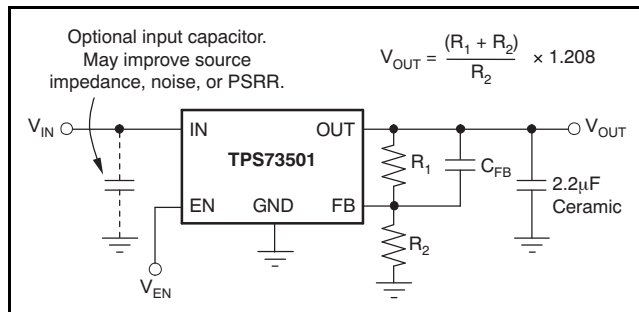 Optional input capacitor.
May improve source
impedance, noise, or PSRR.
V_OUT = (R_1 + R_2) / R_2 × 1.208
V_IN
IN
OUT
V_OUT
TPS73501
R_1
C_FB
2.2μF
Ceramic
EN
GND
FB
R_2
V_EN